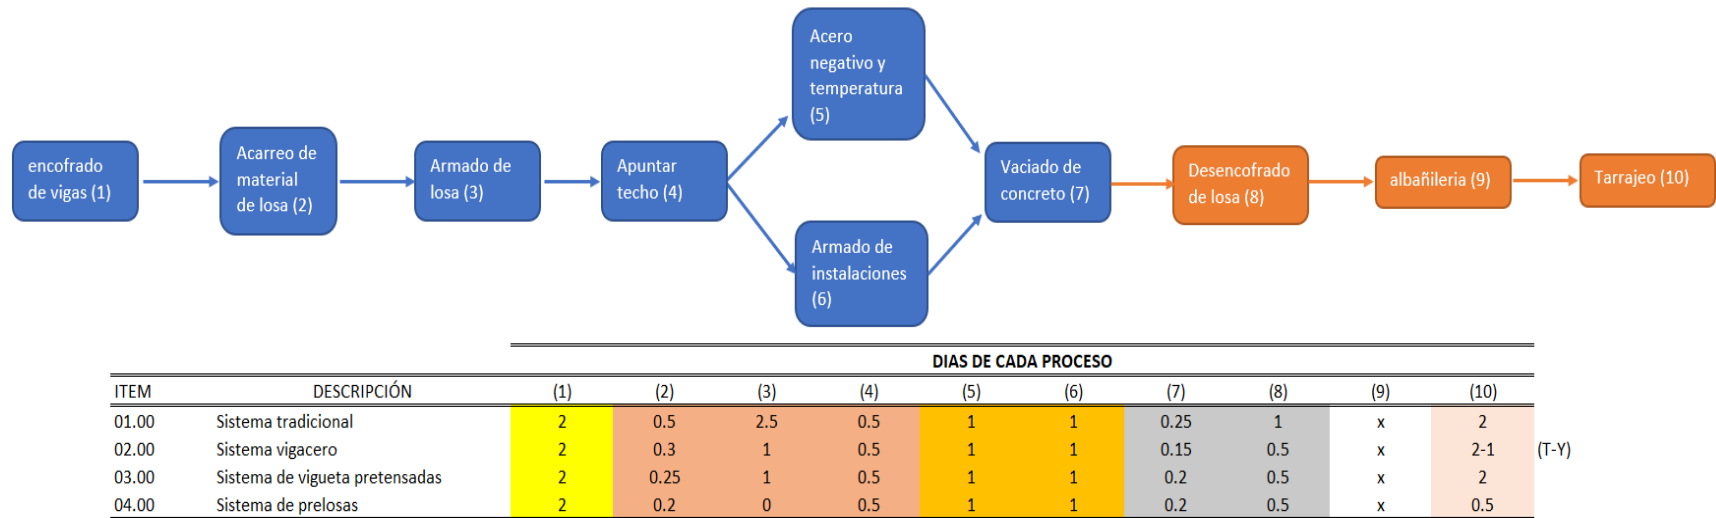 encofrado
de vigas (1)
Acarreo de
material
de losa (2)
Armado de
losa (3)
Apuntar
techo (4)
Acero
negativo y
temperatura
(5)
Armado de
instalaciones
(6)
Vaciado de
concreto (7)
Desencofrado
de losa (8)
albañileria (9)
Tarrajeo (10)
DIAS DE CADA PROCESO
ITEM DESCRIPCIÓN (1) (2) (3) (4) (5) (6) (7) (8) (9) (10)
01.00 Sistema tradicional 2 0.5 2.5 0.5 1 1 0.25 1 x 2
02.00 Sistema vigacero 2 0.3 1 0.5 1 1 0.15 0.5 x 2-1 (T-Y)
03.00 Sistema de vigueta pretensadas 2 0.25 1 0.5 1 1 0.2 0.5 x 2
04.00 Sistema de prelosas 2 0.2 0 0.5 1 1 0.2 0.5 x 0.5